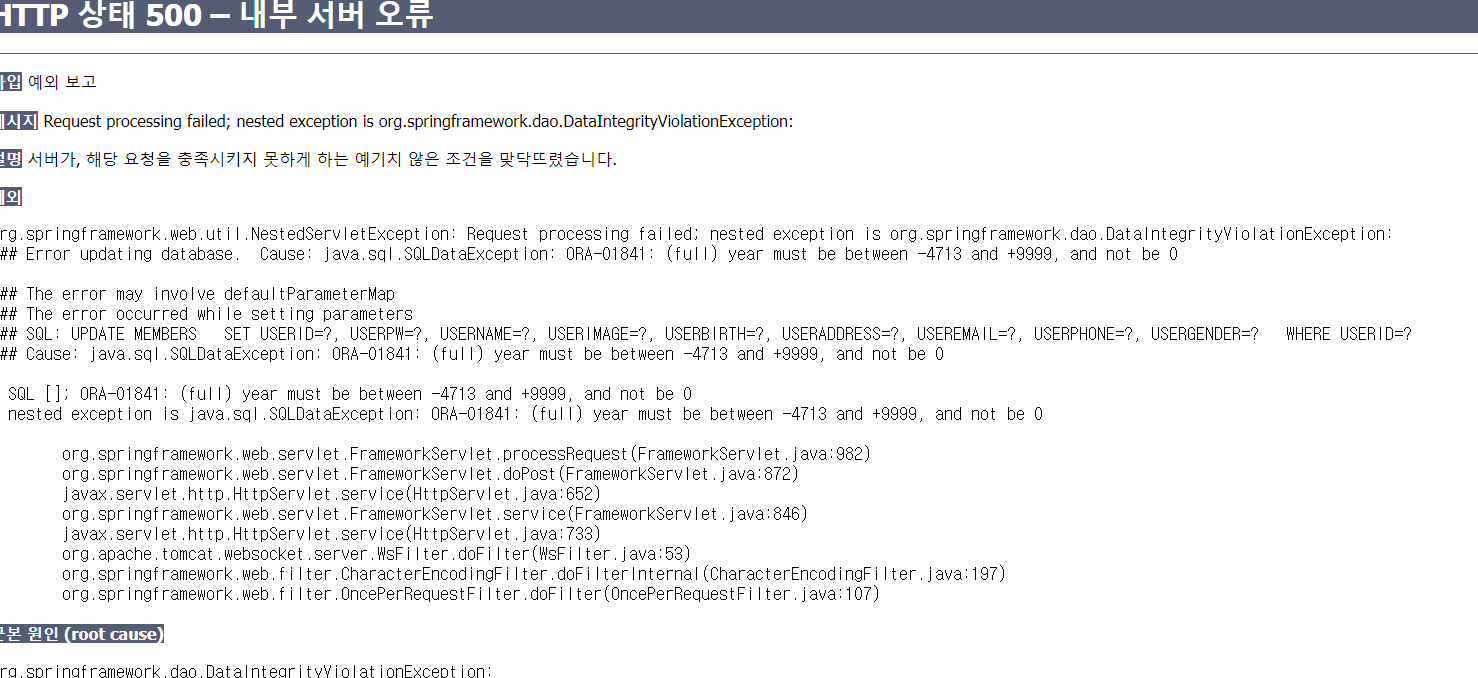 HTTP 상태 500 – 내부 서버 오류
타입 예외 보고
메시지 Request processing failed; nested exception is org.springframework.dao.DataIntegrityViolationException:
설명 서버가, 해당 요청을 충족시키지 못하게 하는 예기치 않은 조건을 맞닥뜨렸습니다.
예외
rg.springframework.web.util.NestedServletException: Request processing failed; nested exception is org.springframework.dao.DataIntegrityViolationException:
## Error updating database.  Cause: java.sql.SQLDataException: ORA-01841: (full) year must be between -4713 and +9999, and not be 0
## The error may involve defaultParameterMap
## The error occurred while setting parameters
## SQL: UPDATE MEMBERS   SET USERID=?, USERPW=?, USERNAME=?, USERIMAGE=?, USERBIRTH=?, USERADDRESS=?, USEREMAIL=?, USERPHONE=?, USERGENDER=?   WHERE USERID=?
## Cause: java.sql.SQLDataException: ORA-01841: (full) year must be between -4713 and +9999, and not be 0
SQL []; ORA-01841: (full) year must be between -4713 and +9999, and not be 0
nested exception is java.sql.SQLDataException: ORA-01841: (full) year must be between -4713 and +9999, and not be 0
org.springframework.web.servlet.FrameworkServlet.processRequest(FrameworkServlet.java:982)
org.springframework.web.servlet.FrameworkServlet.doPost(FrameworkServlet.java:872)
javax.servlet.http.HttpServlet.service(HttpServlet.java:652)
org.springframework.web.servlet.FrameworkServlet.service(FrameworkServlet.java:846)
javax.servlet.http.HttpServlet.service(HttpServlet.java:733)
org.apache.tomcat.websocket.server.WsFilter.doFilter(WsFilter.java:53)
org.springframework.web.filter.CharacterEncodingFilter.doFilterInternal(CharacterEncodingFilter.java:197)
org.springframework.web.filter.OncePerRequestFilter.doFilter(OncePerRequestFilter.java:107)
근본 원인 (root cause)
rg.springframework.dao.DataIntegrityViolationException: